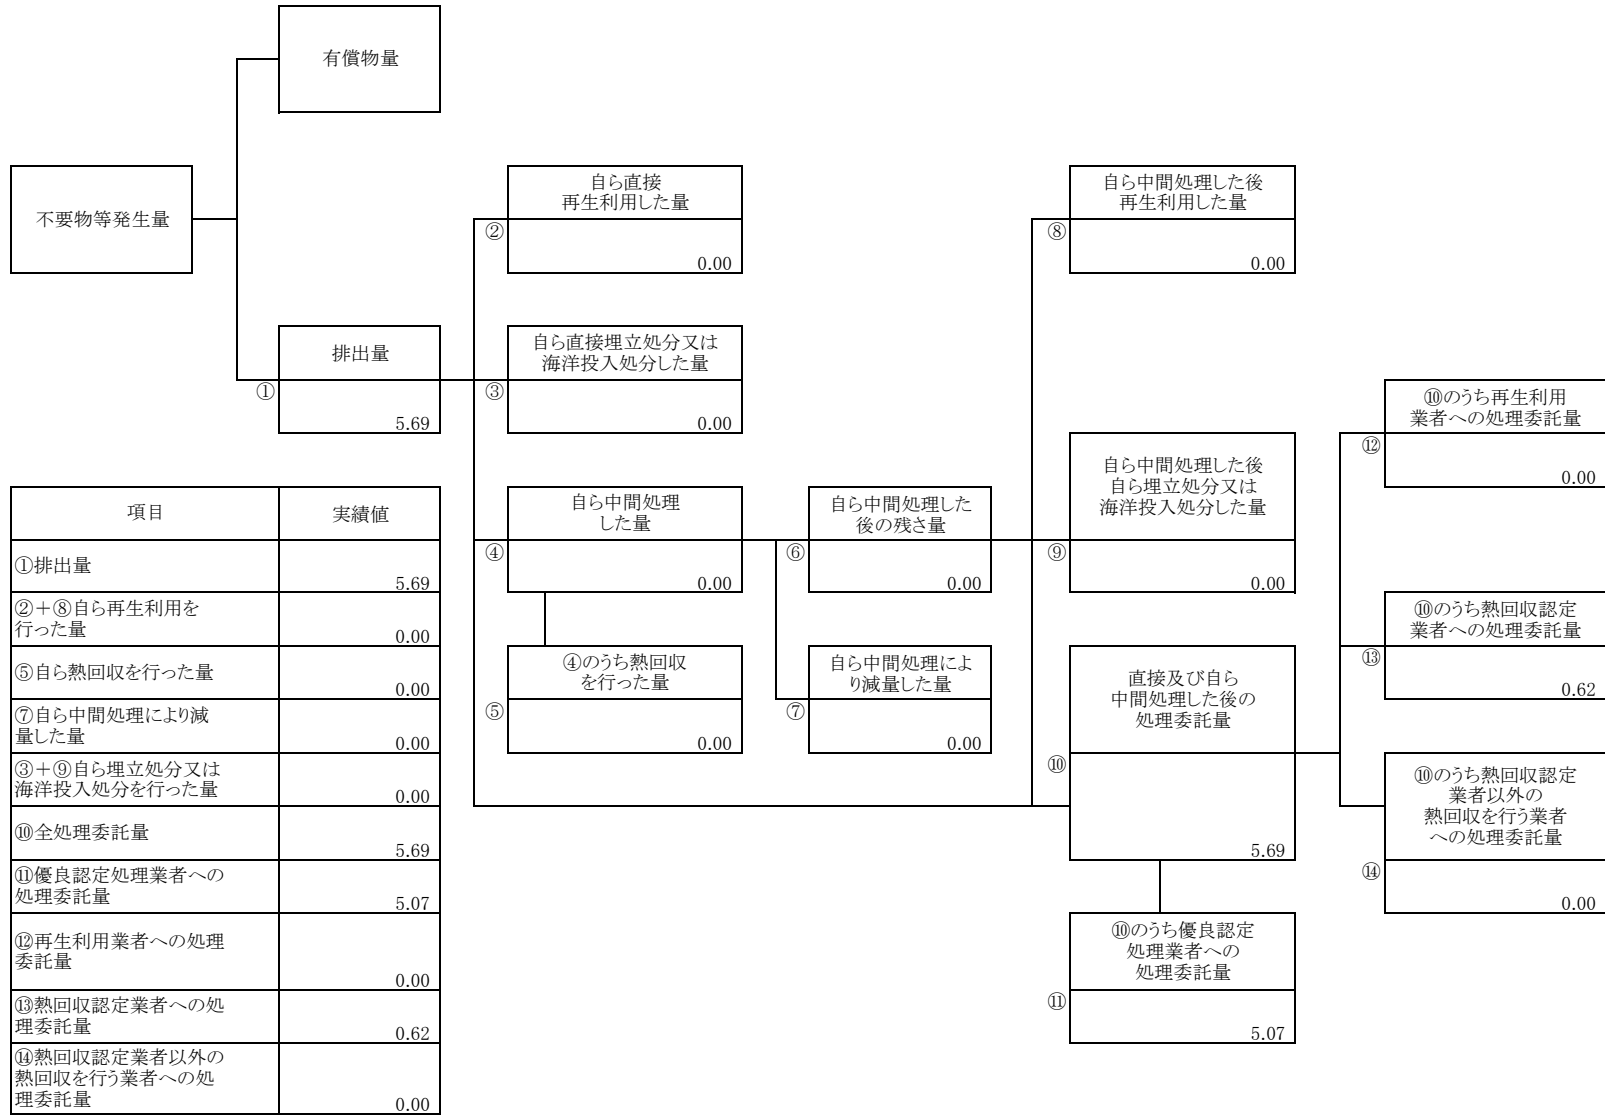 有償物量
不要物等発生量
自ら直接
再生利用した量
②
0.00
自ら中間処理した後
再生利用した量
⑧
0.00
排出量
①
5.69
自ら直接埋立処分又は
海洋投入処分した量
③
0.00
⑩のうち再生利用
業者への処理委託量
⑫
0.00
自ら中間処理
した量
④
0.00
自ら中間処理した
後の残さ量
⑥
0.00
自ら中間処理した後
自ら埋立処分又は
海洋投入処分した量
⑨
0.00
⑩のうち熱回収認定
業者への処理委託量
⑬
0.62
④のうち熱回収
を行った量
⑤
0.00
自ら中間処理によ
り減量した量
⑦
0.00
直接及び自ら
中間処理した後の
処理委託量
⑩
5.69
⑩のうち熱回収認定
業者以外の
熱回収を行う業者
への処理委託量
⑭
0.00
⑩のうち優良認定
処理業者への
処理委託量
⑪
5.07
項目 実績値
①排出量
5.69
②＋⑧自ら再生利用を
行った量
0.00
⑤自ら熱回収を行った量
0.00
⑦自ら中間処理により減
量した量
0.00
③＋⑨自ら埋立処分又は
海洋投入処分を行った量
0.00
⑩全処理委託量
5.69
⑪優良認定処理業者への
処理委託量
5.07
⑫再生利用業者への処理
委託量
0.00
⑬熱回収認定業者への処
理委託量
0.62
⑭熱回収認定業者以外の
熱回収を行う業者への処
理委託量
0.00